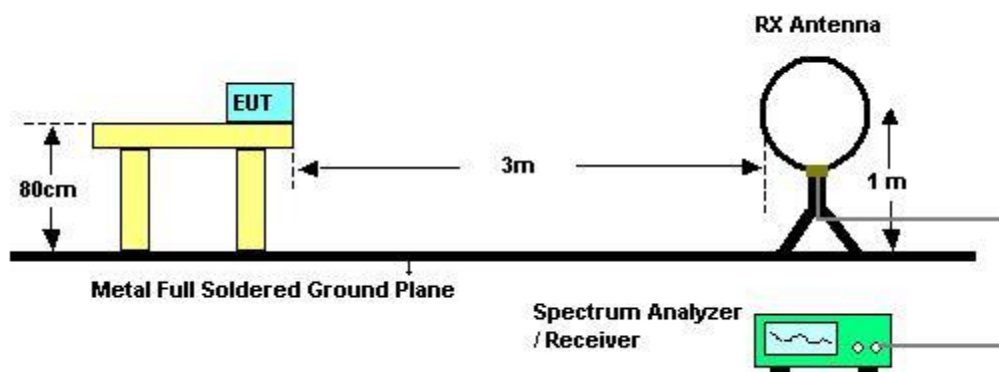 RX Antenna
EUT
3m
80cm
1 m
Metal Full Soldered Ground Plane
Spectrum Analyzer
/ Receiver